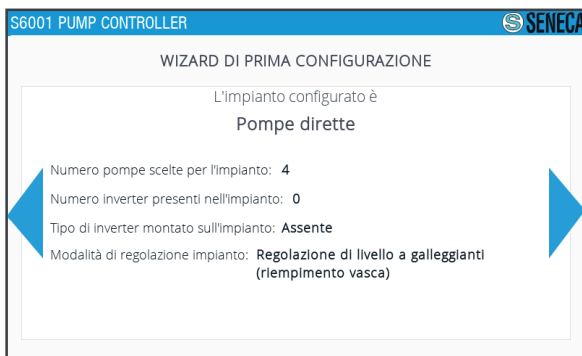 S6001 PUMP CONTROLLER
S SENECA
WIZARD DI PRIMA CONFIGURAZIONE
L'impianto configurato è
Pompe dirette
Numero pompe scelte per l'impianto: 4
Numero inverter presenti nell'impianto: 0
Tipo di inverter montato sull'impianto: Assente
Modalità di regolazione impianto: Regolazione di livello a galleggianti
(riempimento vasca)